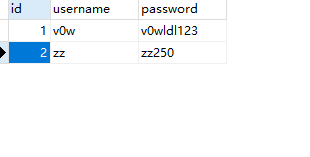 id username password
1 v0w v0wldl123
2 zz zz250